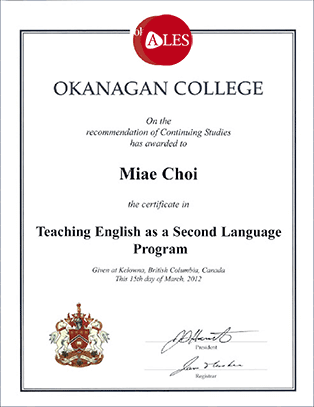 of ALES
OKANAGAN COLLEGE
On the
recommendation of Continuing Studies
has awarded to
Miae Choi
the certificate in
Teaching English as a Second Language
Program
Given at Kelowna, British Columbia, Canada
This 15th day of March, 2012
President
Registrar